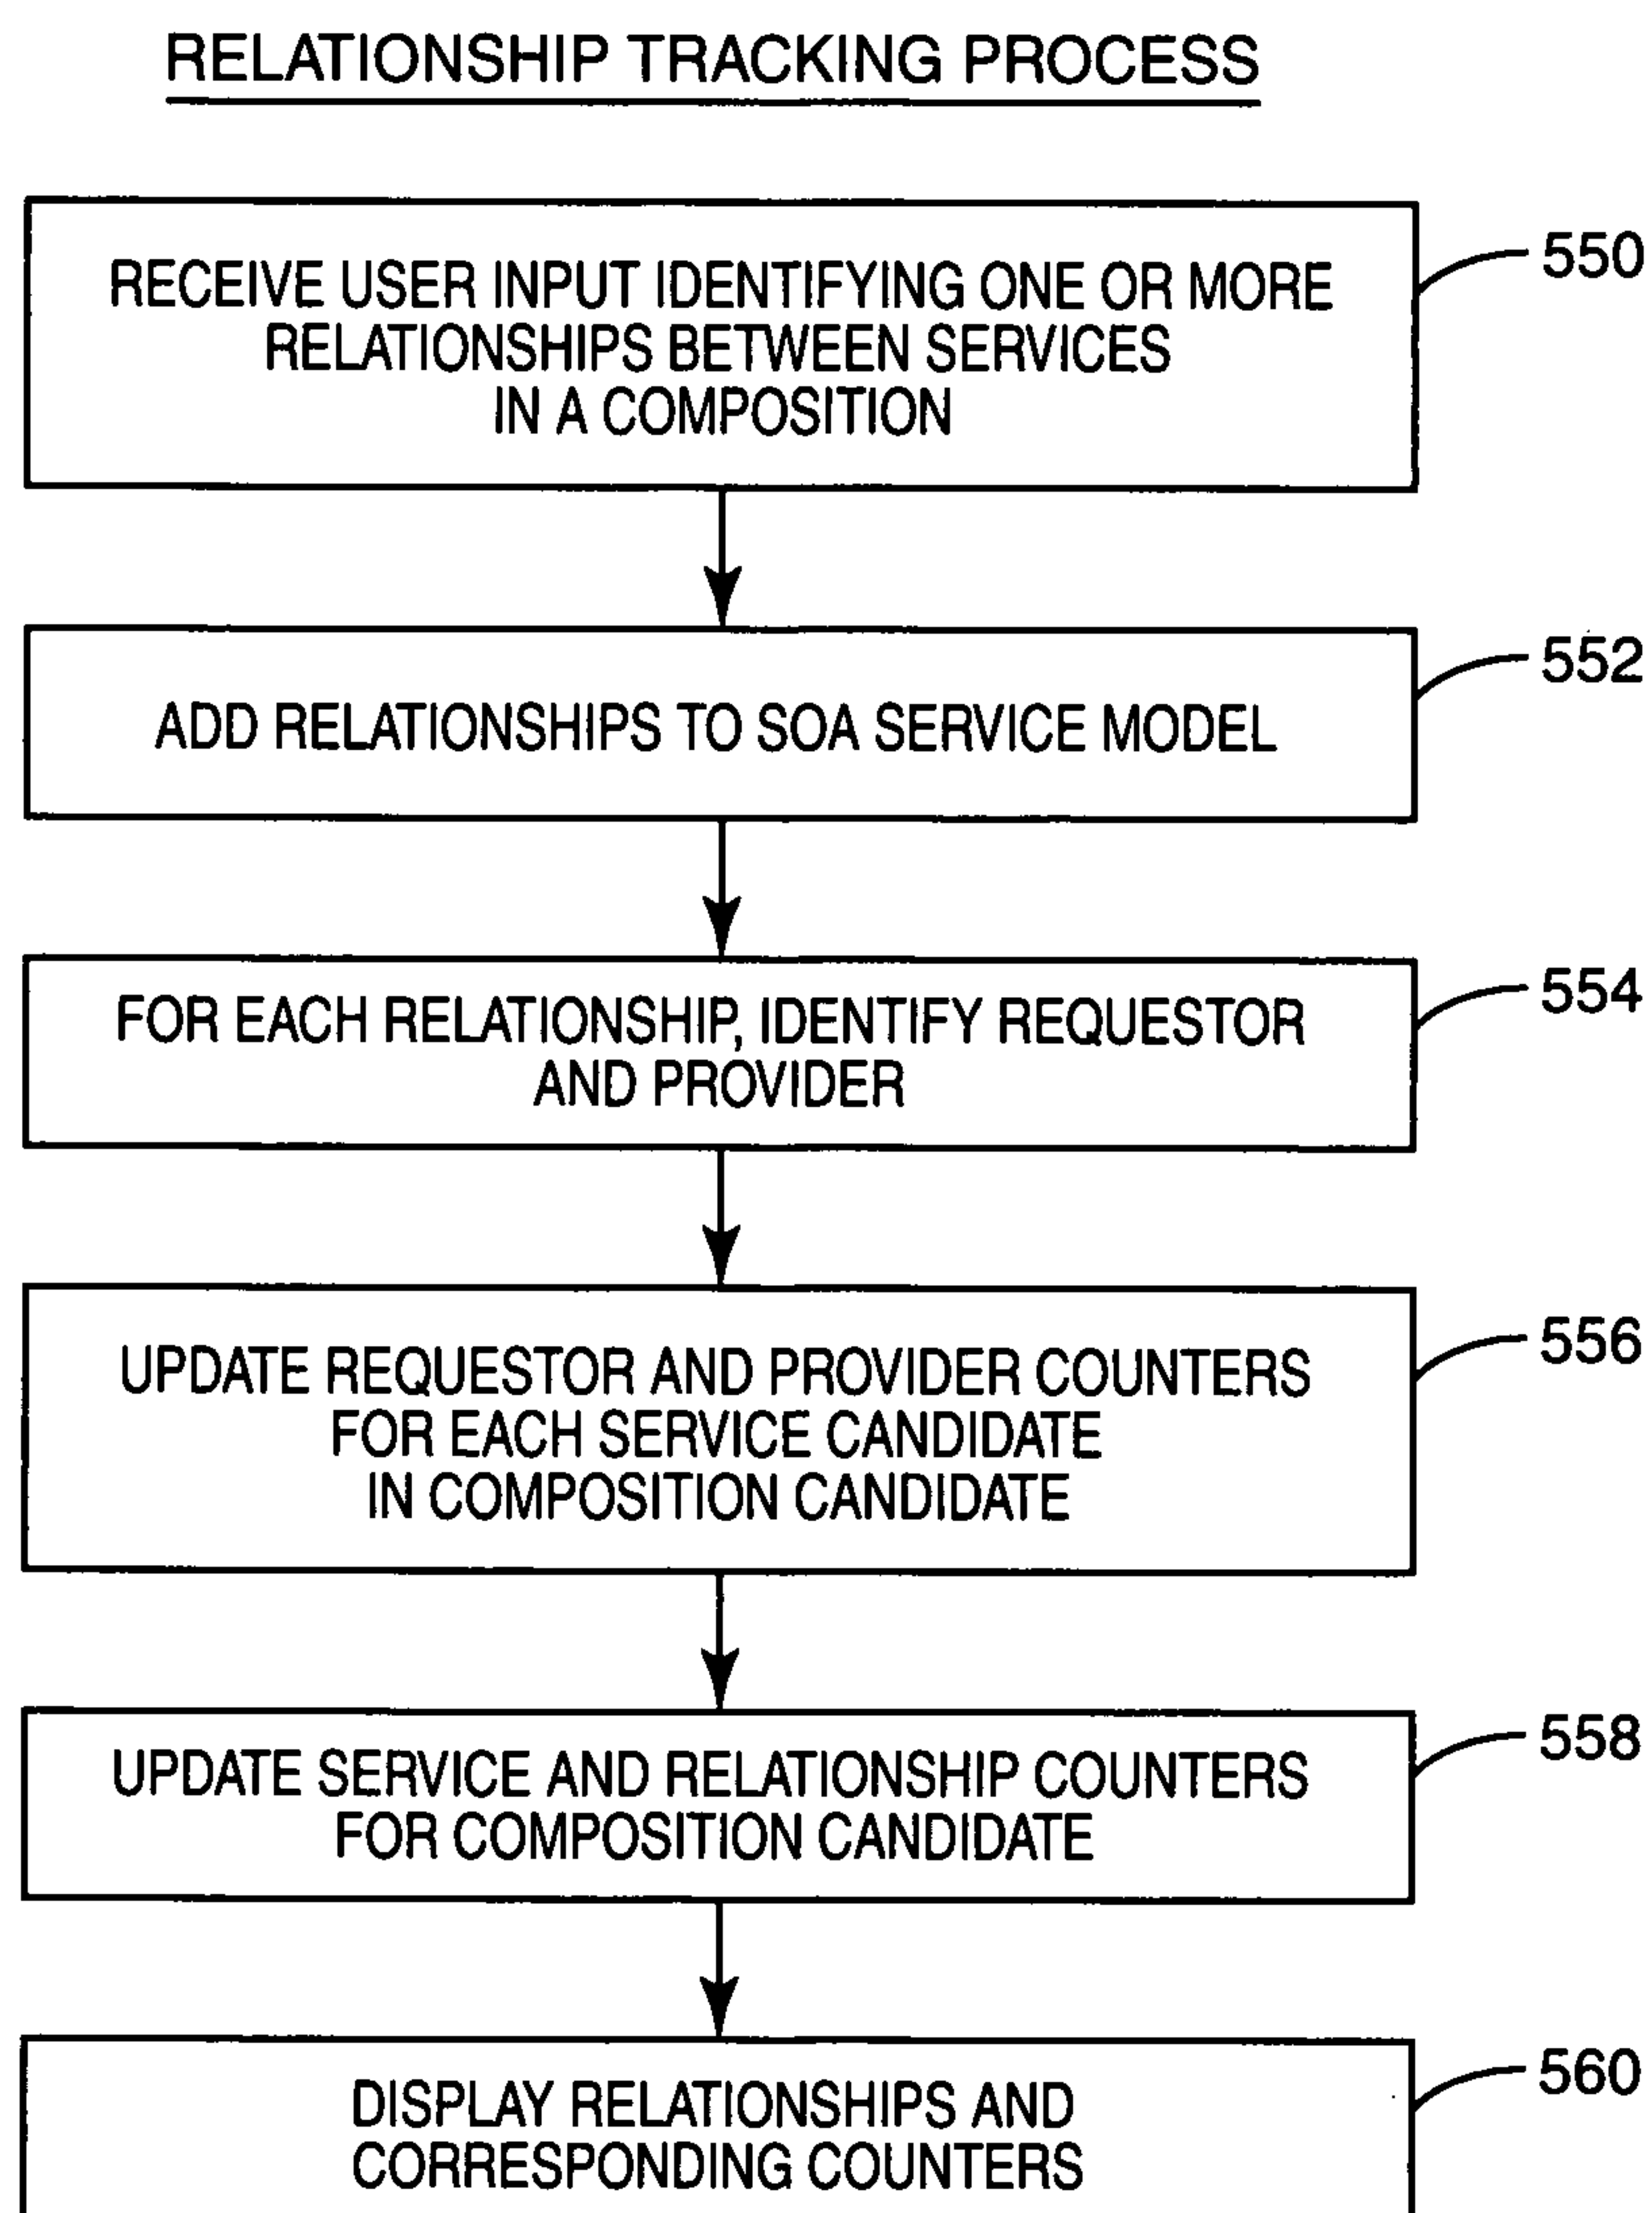 RELATIONSHIP TRACKING PROCESS
RECEIVE USER INPUT IDENTIFYING ONE OR MORE
RELATIONSHIPS BETWEEN SERVICES
IN A COMPOSITION
550
ADD RELATIONSHIPS TO SOA SERVICE MODEL
552
FOR EACH RELATIONSHIP, IDENTIFY REQUESTOR
AND PROVIDER
554
UPDATE REQUESTOR AND PROVIDER COUNTERS
FOR EACH SERVICE CANDIDATE
IN COMPOSITION CANDIDATE
556
UPDATE SERVICE AND RELATIONSHIP COUNTERS
FOR COMPOSITION CANDIDATE
558
DISPLAY RELATIONSHIPS AND
CORRESPONDING COUNTERS
560